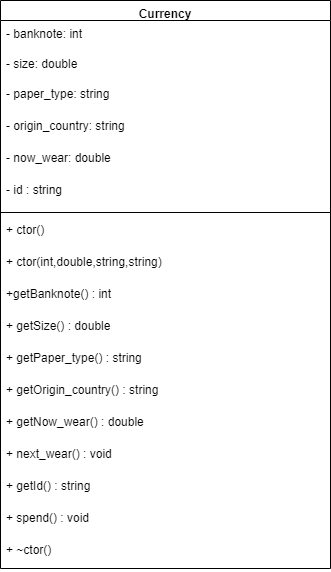 Currency
- banknote: int
- size: double
- paper_type: string
- origin_country: string
- now_wear: double
- id : string
+ ctor()
+ ctor(int,double,string,string)
+getBanknote() : int
+ getSize() : double
+ getPaper_type() : string
+ getOrigin_country() : string
+ getNow_wear() : double
+ next_wear() : void
+ getId() : string
+ spend() : void
+ ~ctor()